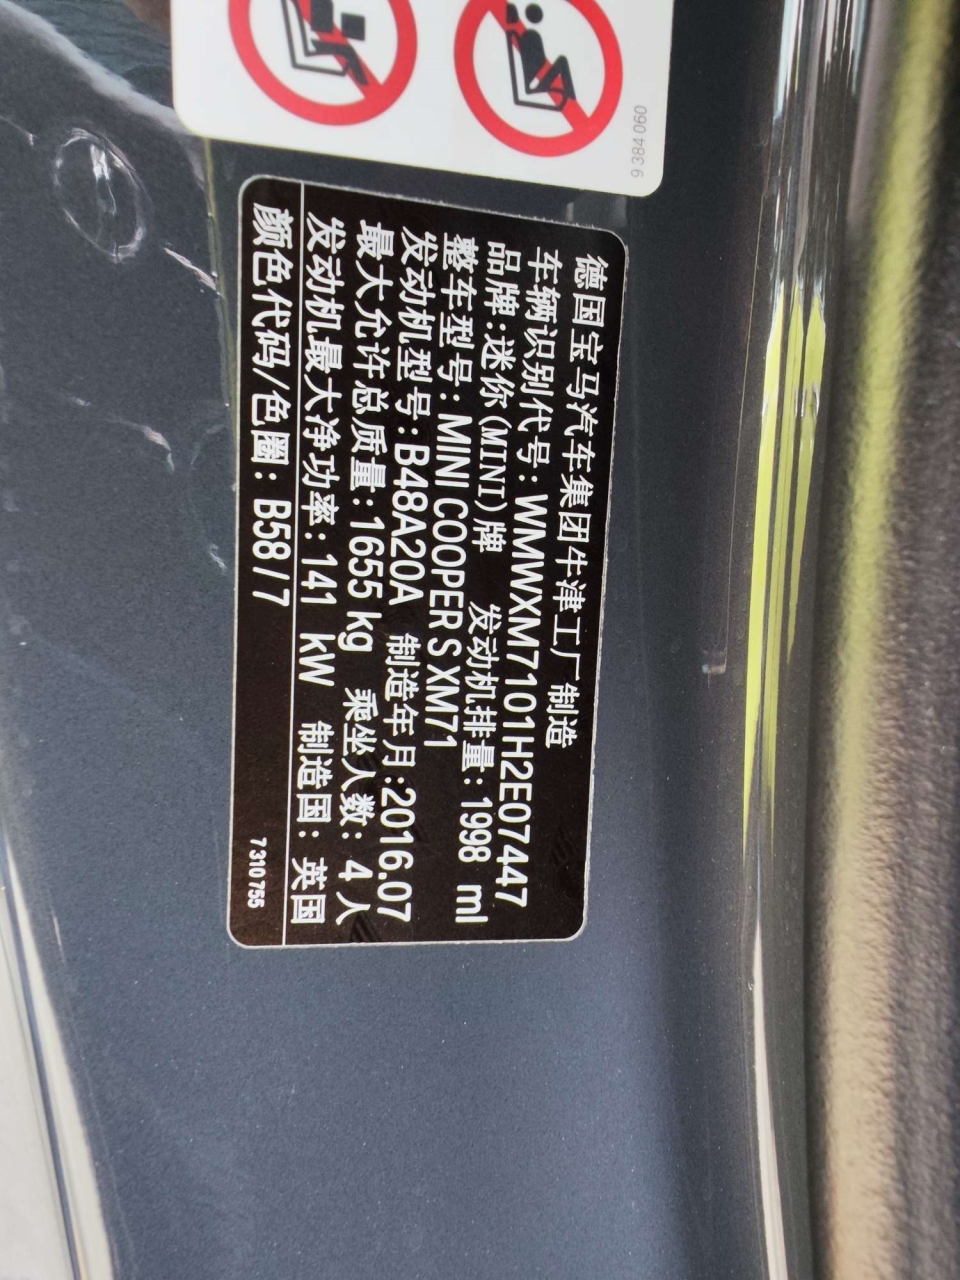 9 384 060
德国宝马汽车集团牛津工厂制造
车辆识别代号: WMWXM7101H2E07447
品牌:迷你(MINI)牌 发动机排量: 1998 ml
整车型号: MINI COOPER S XM71
发动机型号: B48A20A 制造年月:2016.07
最大允许总质量: 1655 kg 乘坐人数: 4人
发动机最大净功率: 141 kW 制造国: 英国
颜色代码/色圈: B58/7
7 310 755